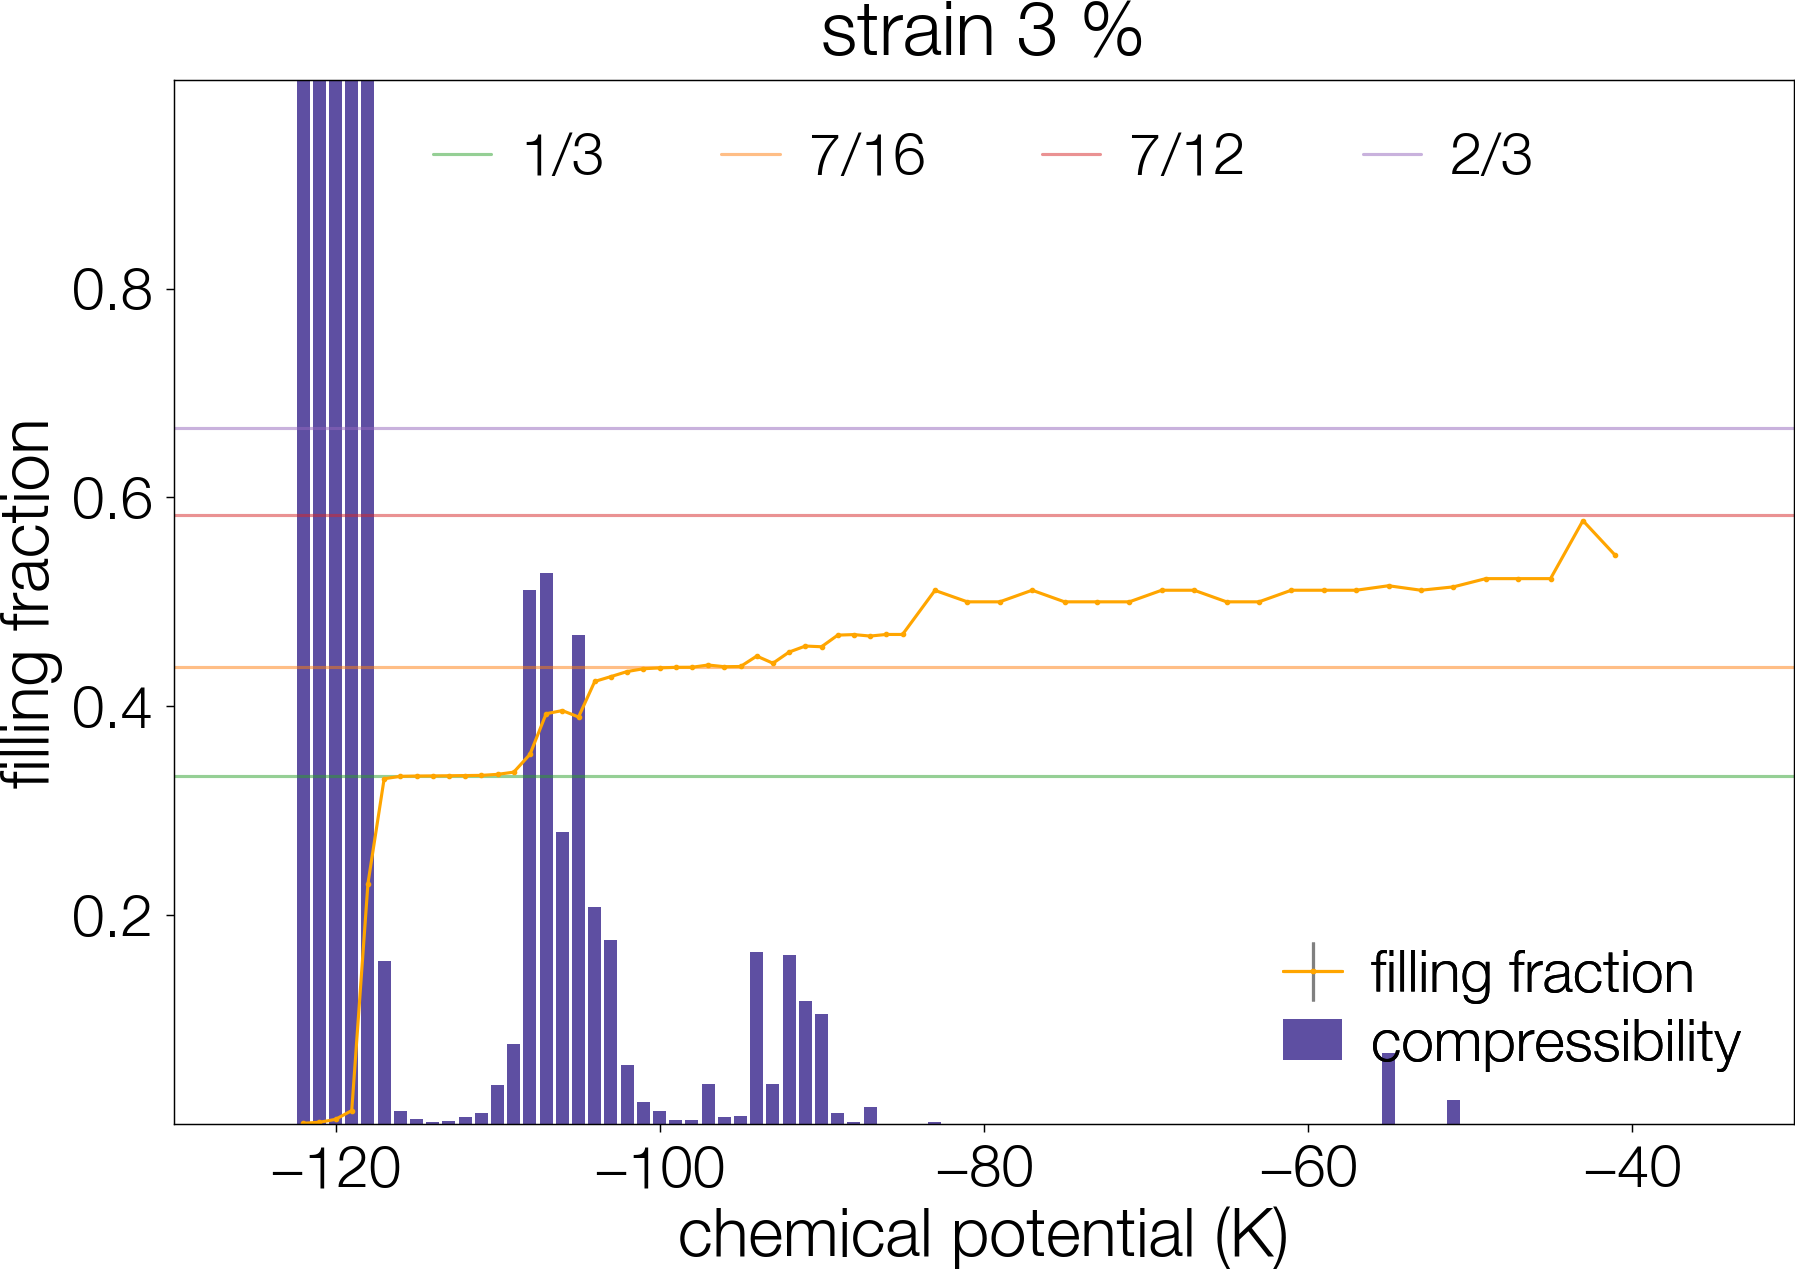 strain 3 %
1/3 7/16 7/12 2/3
0.8
0.6
0.4
0.2
filling fraction
filling fraction
compressibility
−120 −100 −80 −60 −40
chemical potential (K)